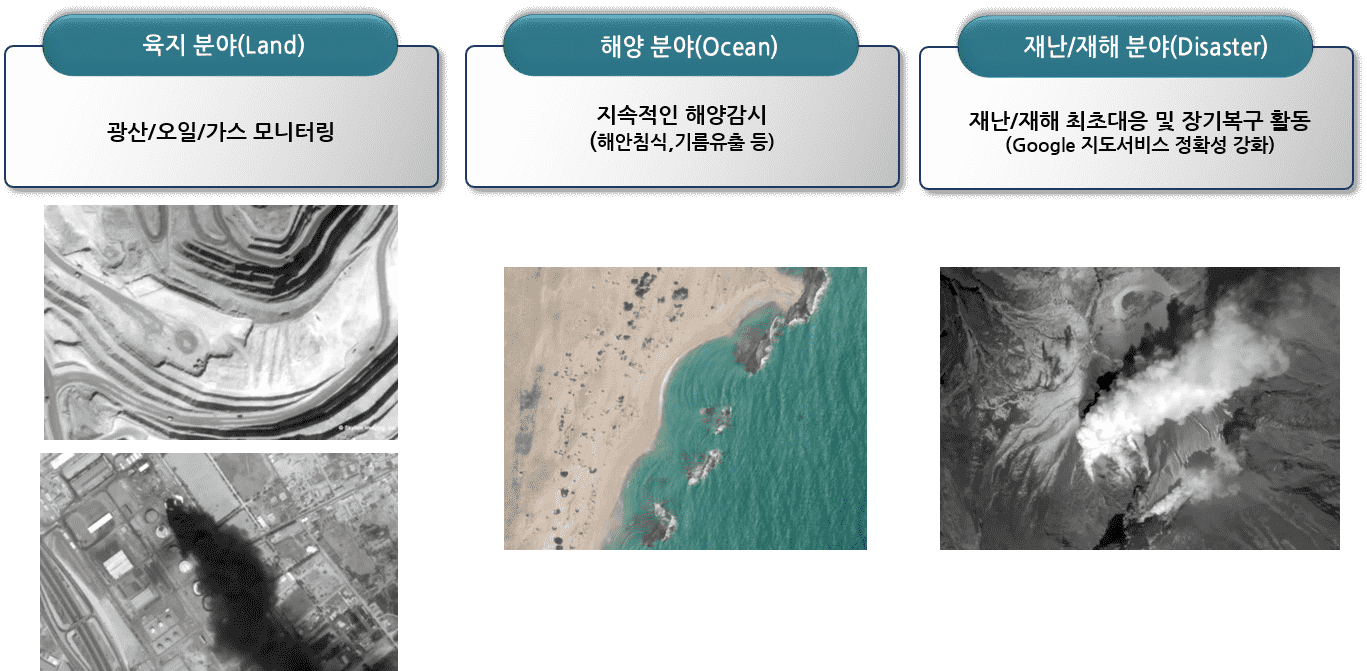 육지 분야(Land)
광산/오일/가스 모니터링
해양 분야(Ocean)
지속적인 해양감시
(해안침식,기름유출 등)
재난/재해 분야(Disaster)
재난/재해 최초대응 및 장기복구 활동
(Google 지도서비스 정확성 강화)